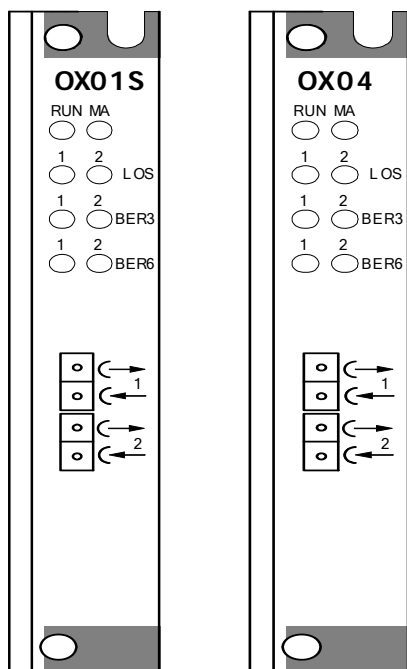 OX01S
RUN MA
1 2 LOS
1 2 BER3
1 2 BER6
1
2
OX04
RUN MA
1 2 LOS
1 2 BER3
1 2 BER6
1
2